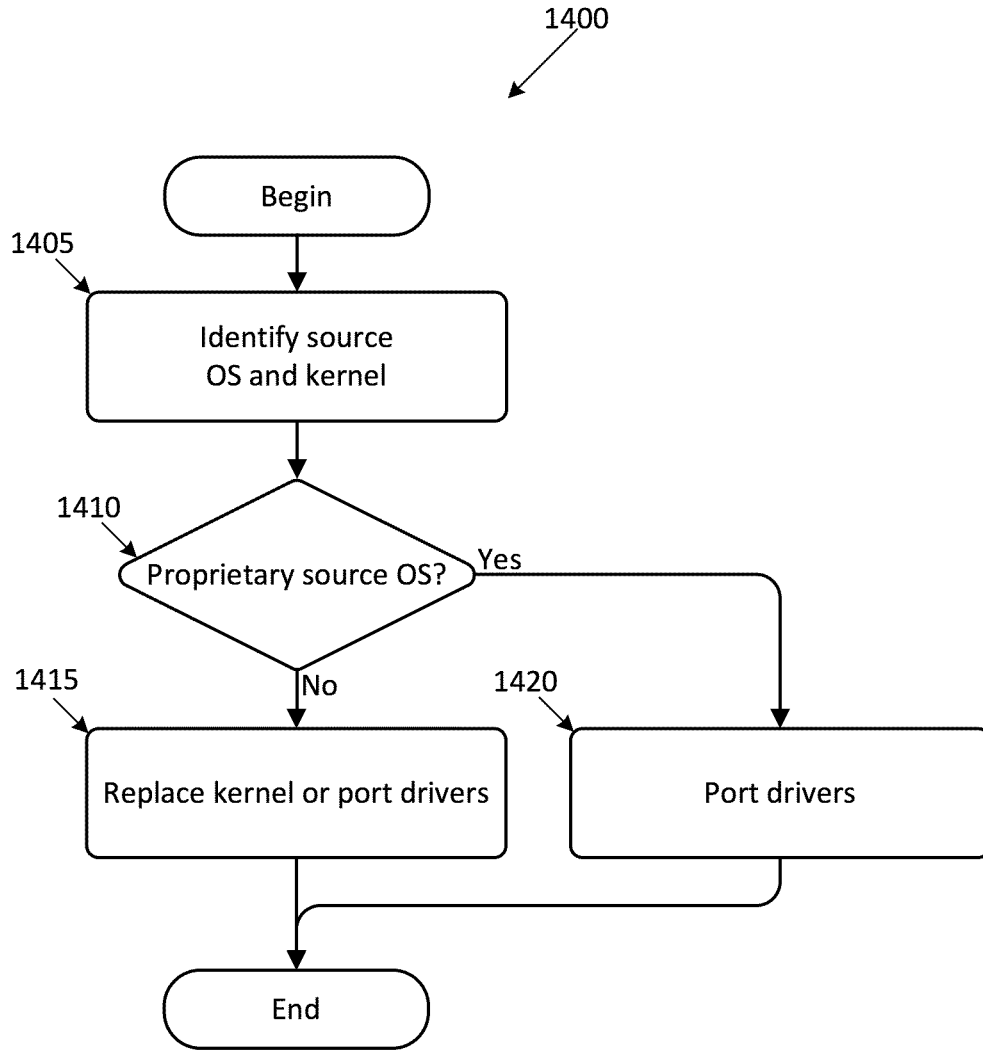 1400
Begin
1405
Identify source
OS and kernel
1410
Proprietary source OS?
Yes
No
1415
Replace kernel or port drivers
1420
Port drivers
End